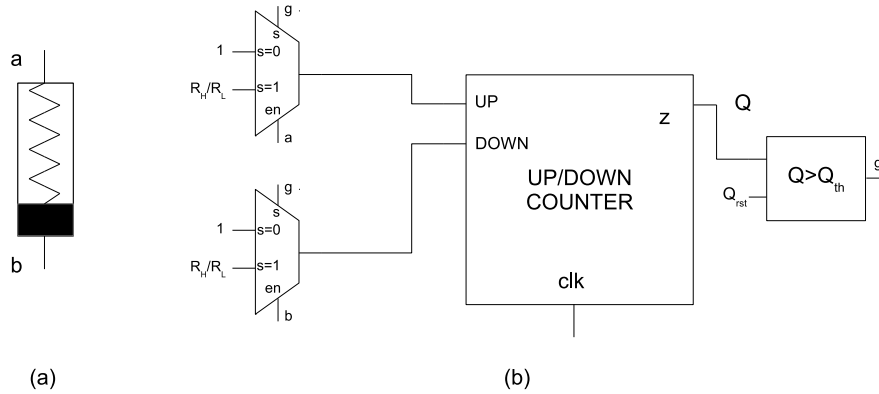 a
b
(a)
g
s
1
s=0
R_H/R_L
s=1
en
a
g
s
1
s=0
R_H/R_L
s=1
en
b
UP
DOWN
z
UP/DOWN
COUNTER
clk
Q
Q>Q_th
Q_rst
g
(b)